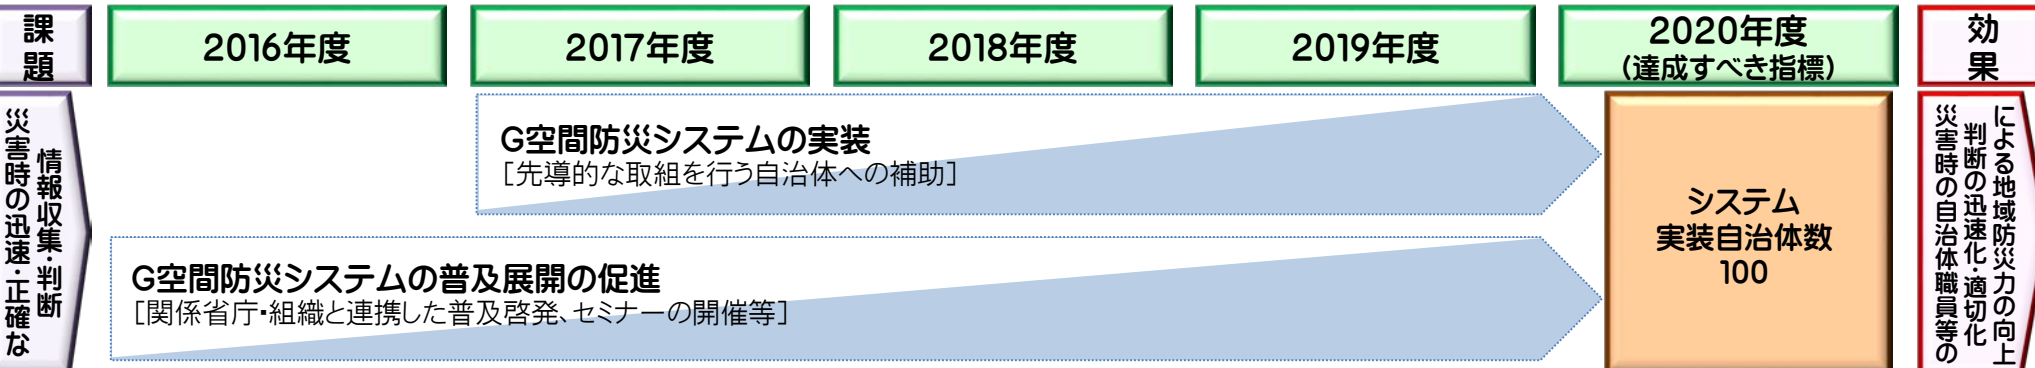 課
題
2016年度
2017年度
2018年度
2019年度
2020年度
(達成すべき指標)
効
果
災害時の迅速・正確な
情報収集・判断
G空間防災システムの実装
[先導的な取組を行う自治体への補助]
G空間防災システムの普及展開の促進
[関係省庁・組織と連携した普及啓発、セミナーの開催等]
システム
実装自治体数
100
災害時の自治体職員等の
判断の迅速化・適切化
による地域防災力の向上